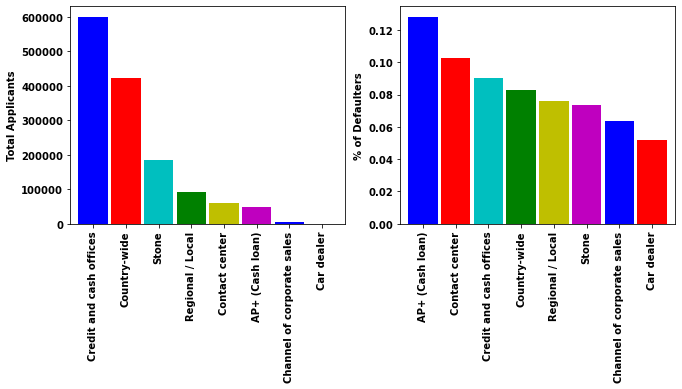 Total Applicants
600000
500000
400000
300000
200000
100000
0
Credit and cash offices
Country-wide
Stone
Regional / Local
Contact center
AP+ (Cash loan)
Channel of corporate sales
Car dealer
% of Defaulters
0.12
0.10
0.08
0.06
0.04
0.02
0.00
AP+ (Cash loan)
Contact center
Credit and cash offices
Country-wide
Regional / Local
Stone
Channel of corporate sales
Car dealer